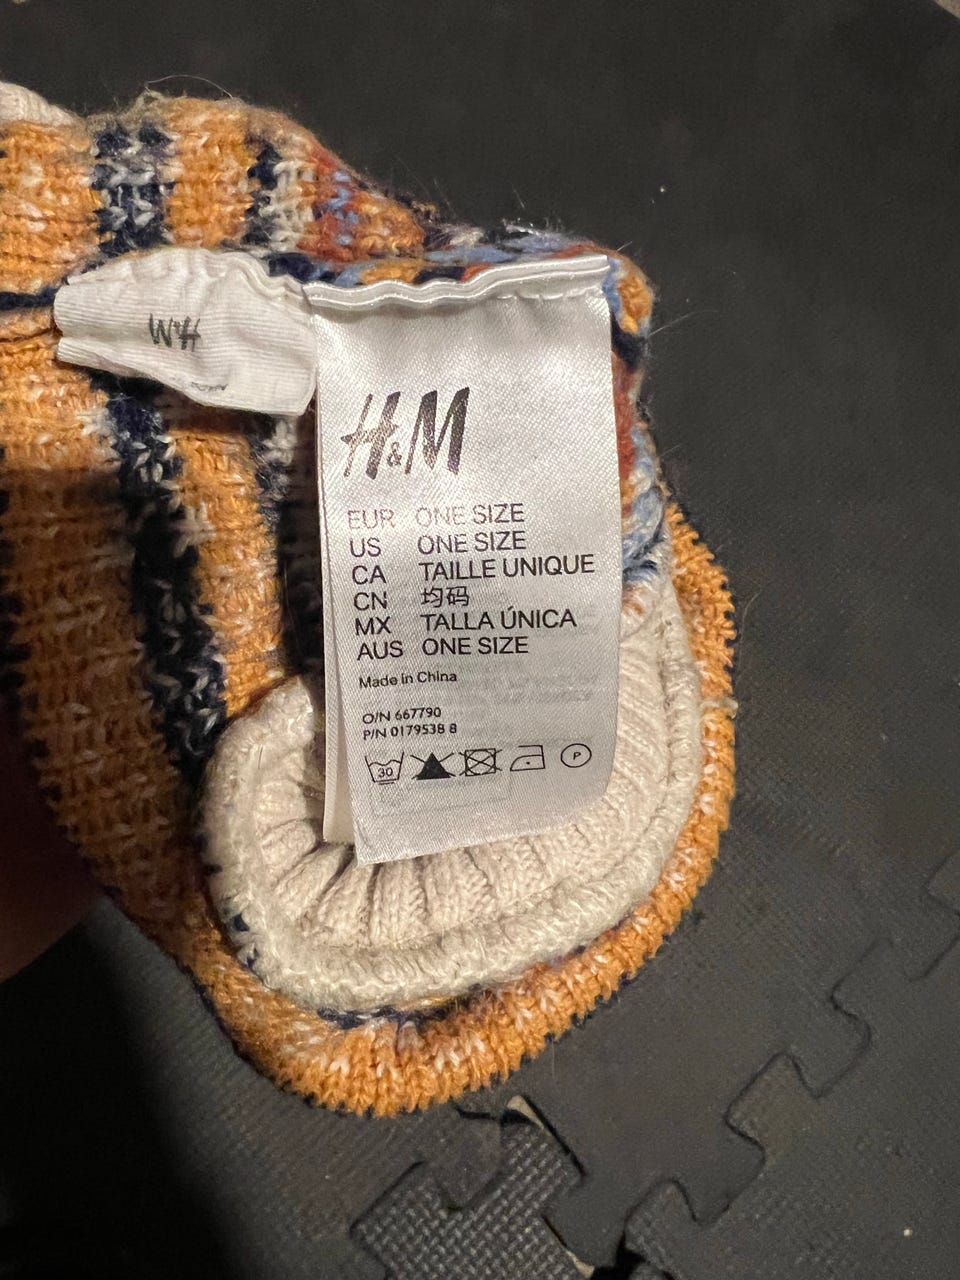 H&M
H&M
EUR ONE SIZE
US ONE SIZE
CA TAILLE UNIQUE
CN 均码
MX TALLA ÚNICA
AUS ONE SIZE
Made in China
O/N 667790
P/N 0179538 8
30
P